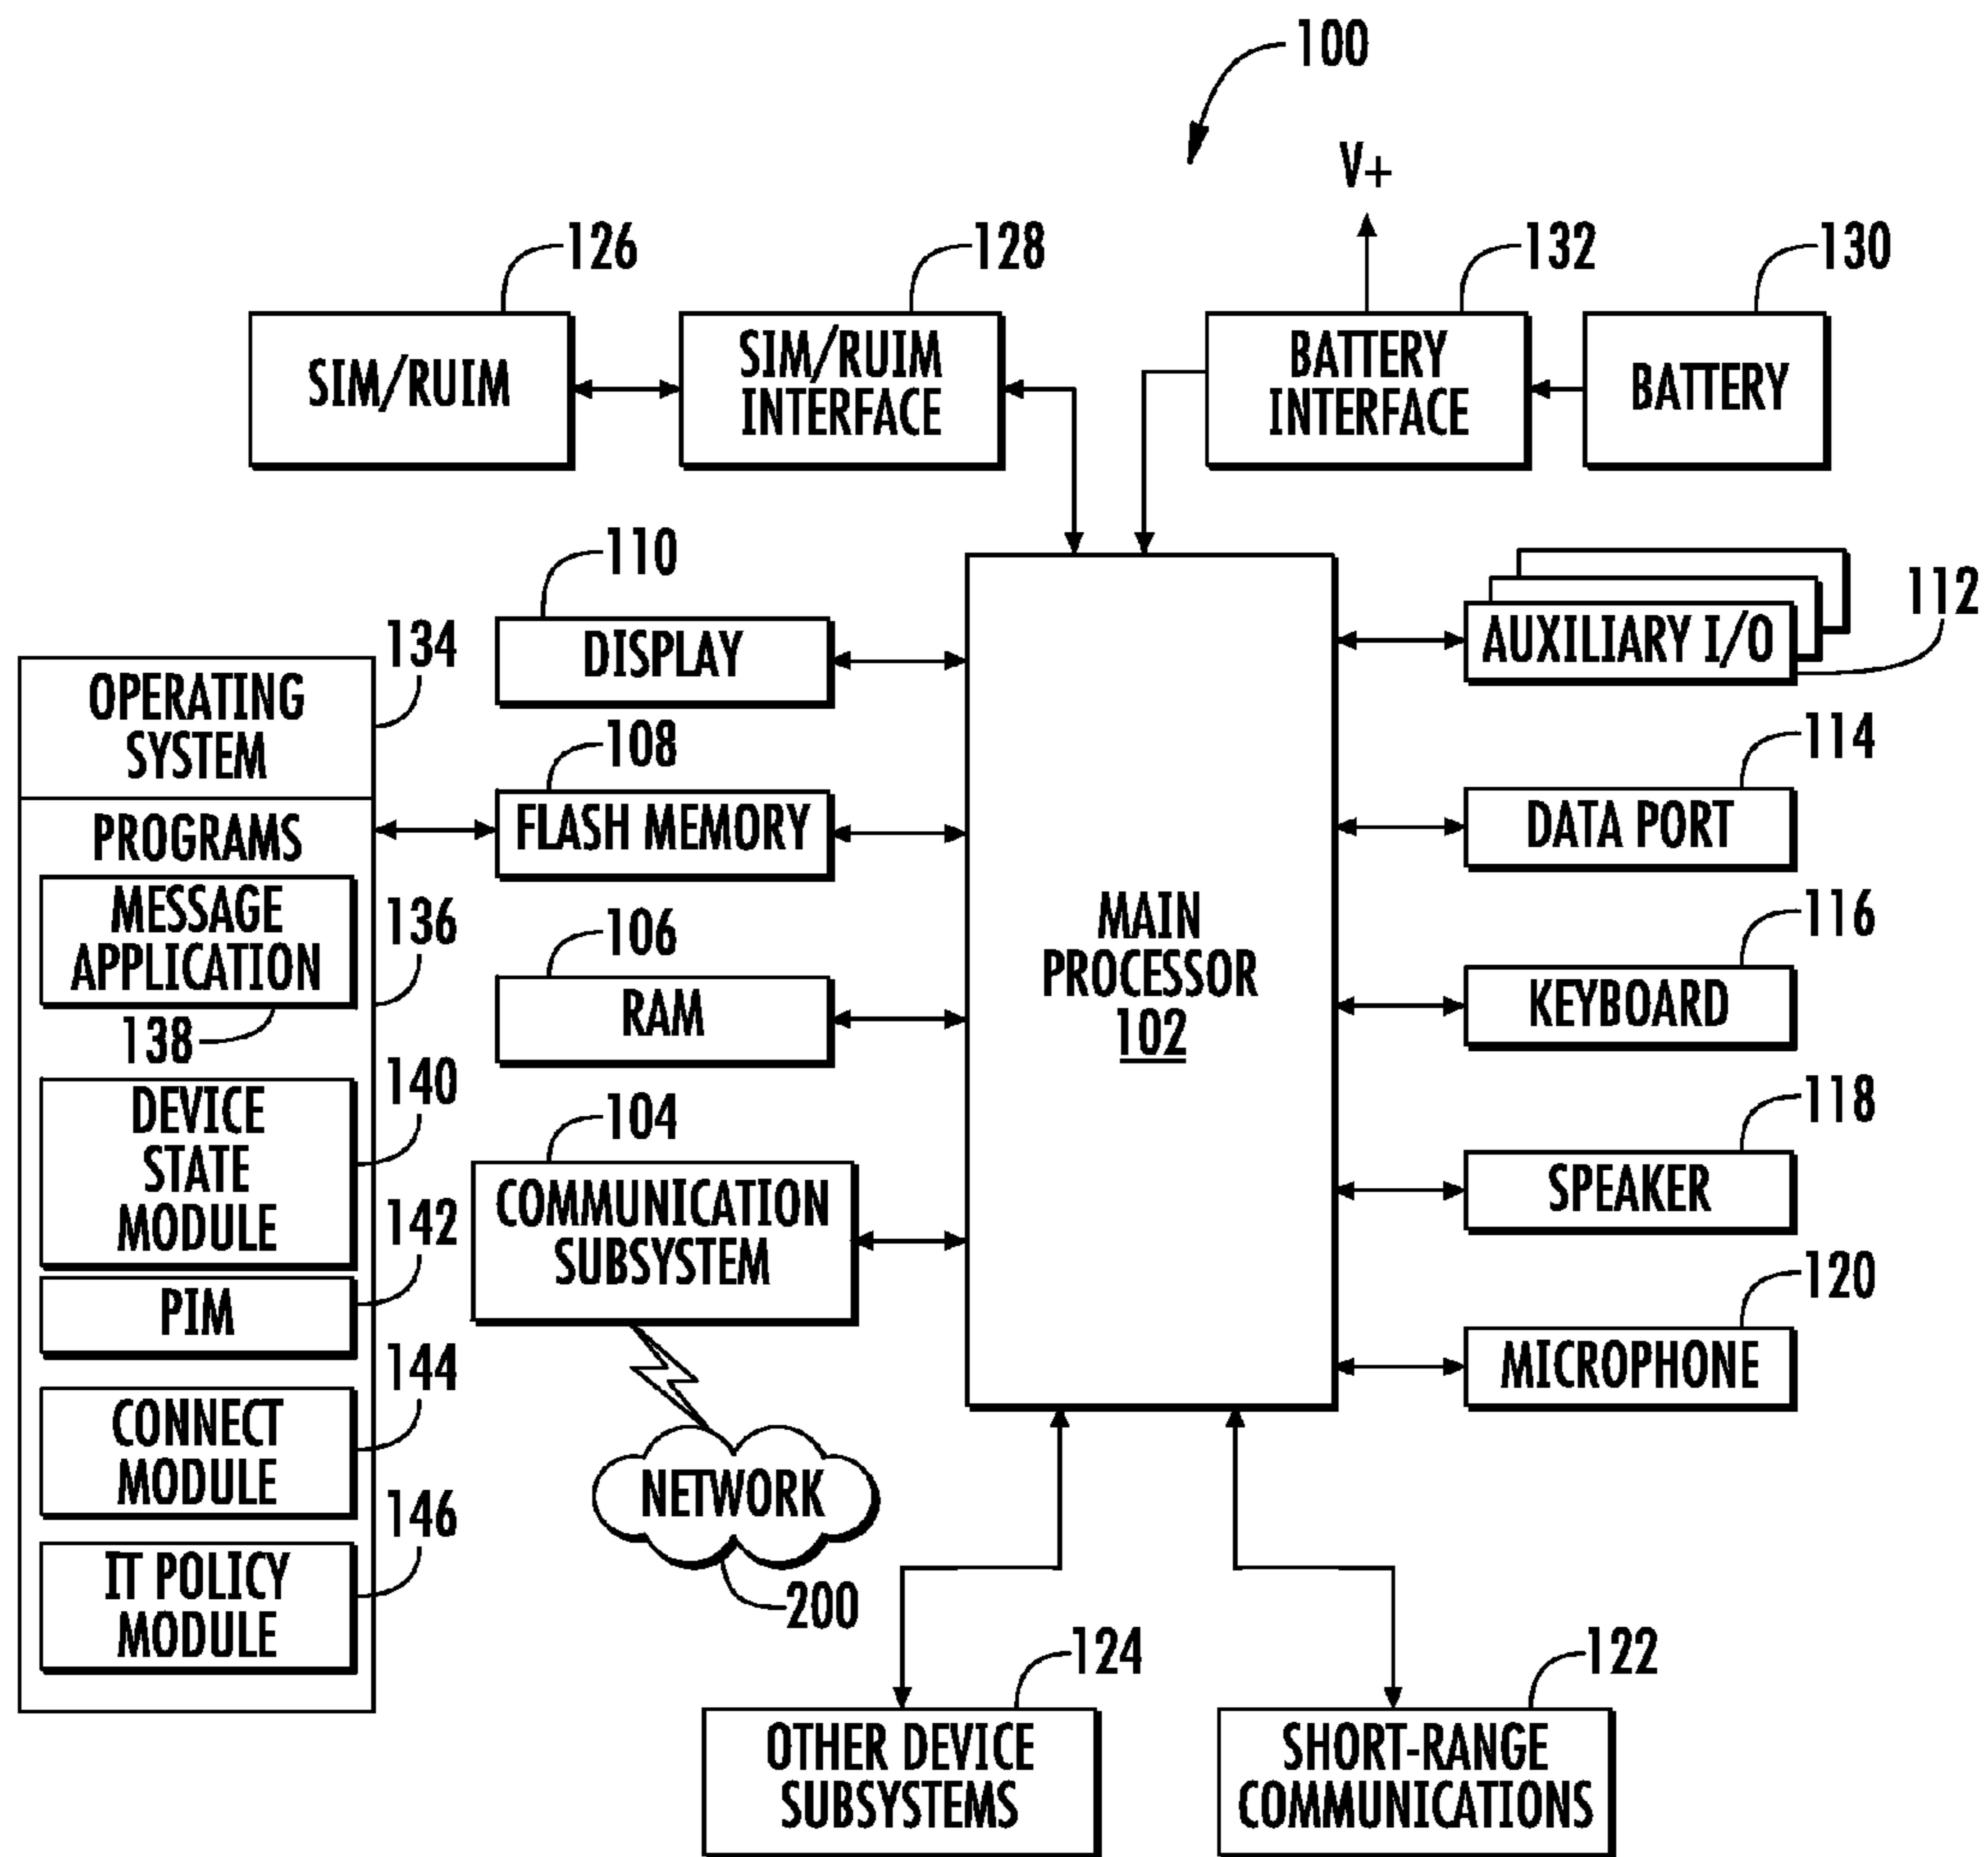 100
V+
126
128
132
130
SIM/RUIM
SIM/RUIM
INTERFACE
BATTERY
INTERFACE
BATTERY
110
DISPLAY
112
AUXILIARY I/O
134
OPERATING
SYSTEM
108
FLASH MEMORY
114
DATA PORT
PROGRAMS
MESSAGE
APPLICATION
136
138
106
RAM
MAIN
PROCESSOR
102
116
KEYBOARD
140
DEVICE
STATE
MODULE
104
COMMUNICATION
SUBSYSTEM
118
SPEAKER
142
PIM
120
MICROPHONE
144
CONNECT
MODULE
NETWORK
200
146
IT POLICY
MODULE
124
OTHER DEVICE
SUBSYSTEMS
122
SHORT-RANGE
COMMUNICATIONS